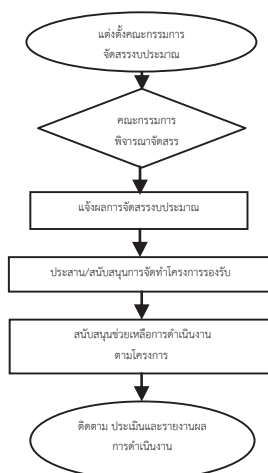 แต่งตั้งคณะกรรมการ
จัดสรรงบประมาณ
คณะกรรมการ
พิจารณาจัดสรร
แจ้งผลการจัดสรรงบประมาณ
ประสาน/สนับสนุนการจัดทำโครงการรองรับ
สนับสนุนช่วยเหลือการดำเนินงาน
ตามโครงการ
ติดตาม ประเมินและรายงานผล
การดำเนินงาน